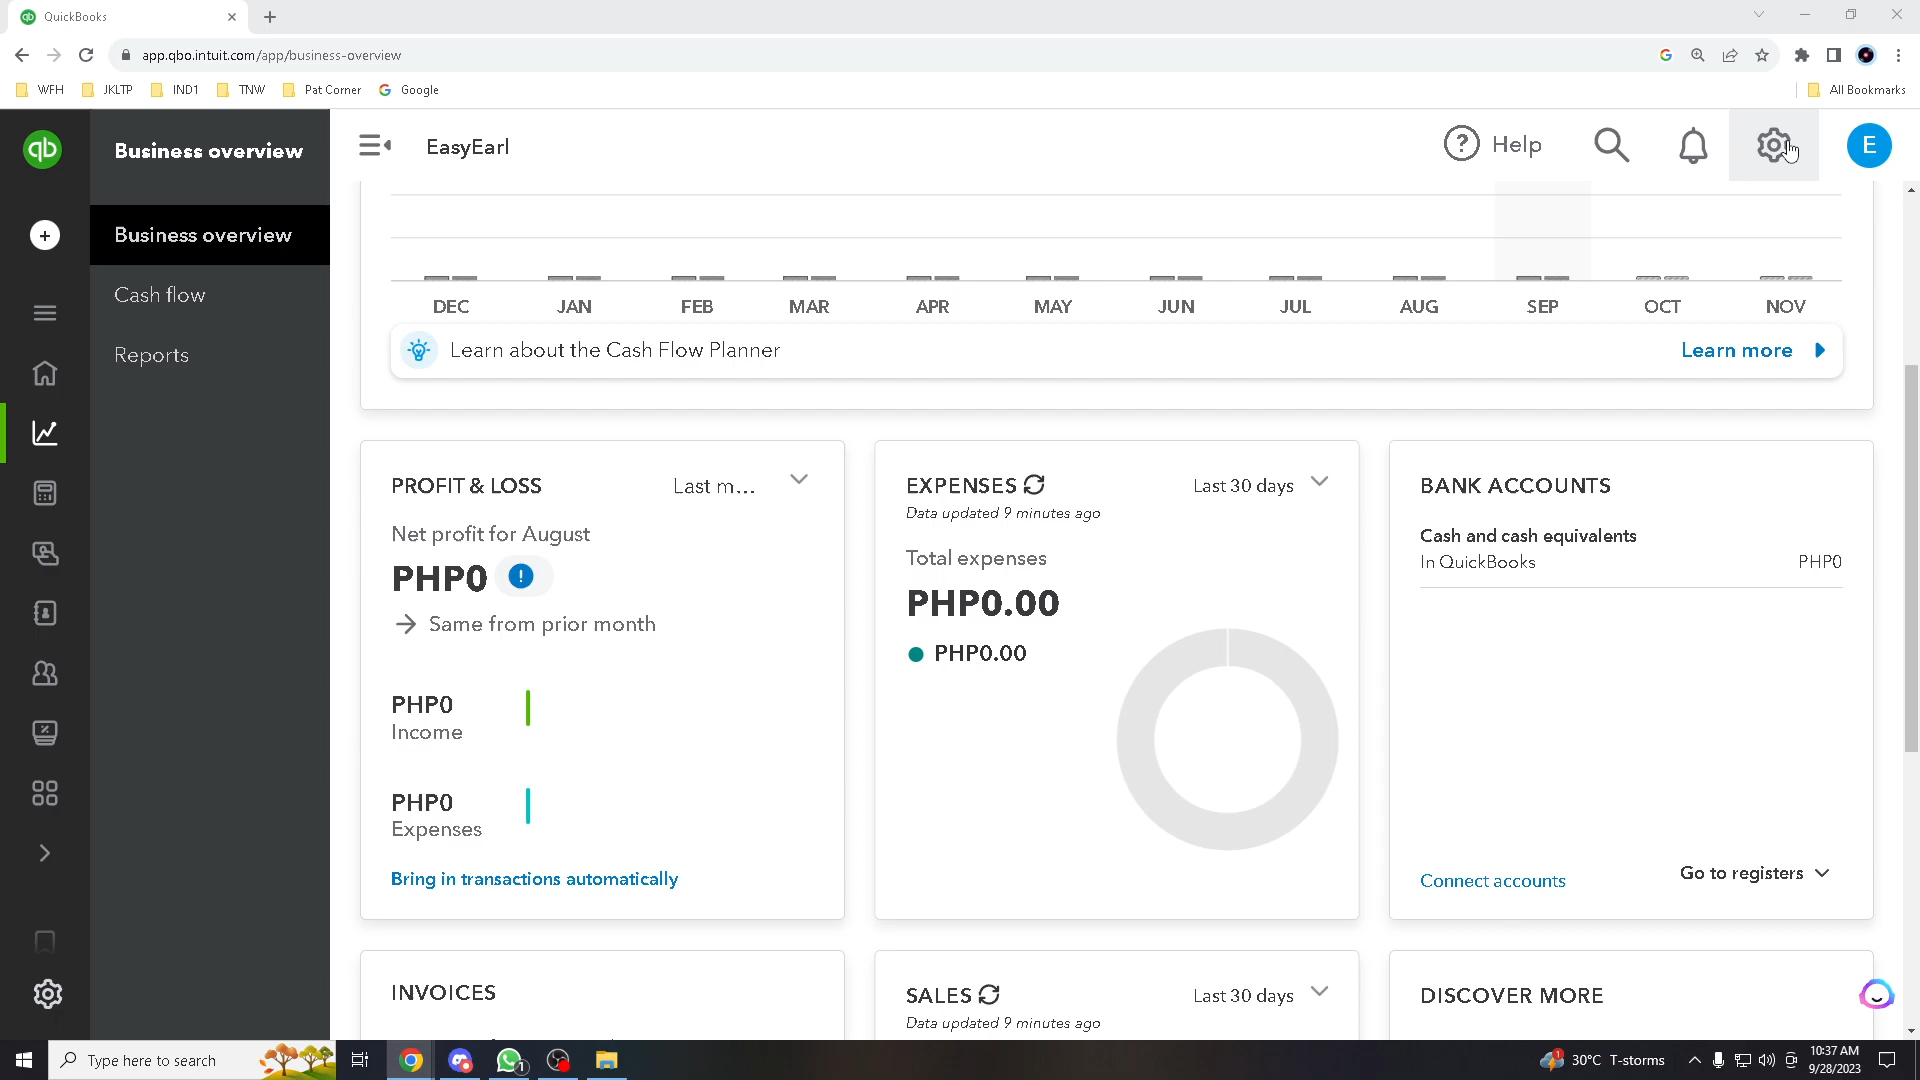 QuickBooks
app.qbo.intuit.com/app/business-overview
WFH
JKLTP
IND1
TNW
Pat Corner
Google
All Bookmarks
qb
Business overview
EasyEarl
? Help
E
Business overview
Cash flow
Reports
DEC JAN FEB MAR APR MAY JUN JUL AUG SEP OCT NOV
Learn about the Cash Flow Planner
Learn more
PROFIT & LOSS
Last m...
Net profit for August
PHP0 !
Same from prior month
PHP0
Income
PHP0
Expenses
Bring in transactions automatically
EXPENSES
Last 30 days
Data updated 9 minutes ago
Total expenses
PHP0.00
PHP0.00
BANK ACCOUNTS
Cash and cash equivalents
In QuickBooks PHP0
Connect accounts
Go to registers
INVOICES
SALES
Last 30 days
Data updated 9 minutes ago
DISCOVER MORE
Type here to search
1
1
30°C T-storms
10:37 AM
9/28/2023